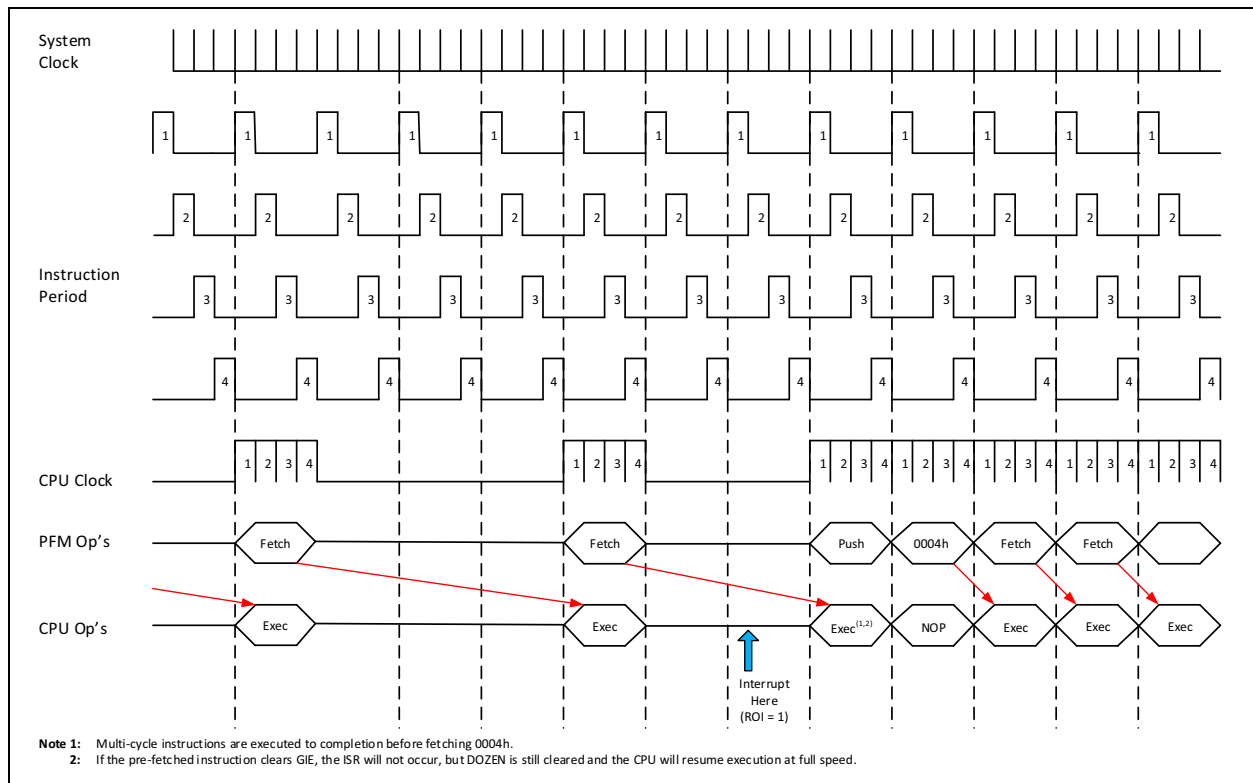 System
Clock
1 1 1 1 1 1 1 1 1 1 1 1 1
2 2 2 2 2 2 2 2 2 2 2 2 2
Instruction
Period
3 3 3 3 3 3 3 3 3 3 3 3 3
4 4 4 4 4 4 4 4 4 4 4 4 4
CPU Clock
1 2 3 4 1 2 3 4 1 2 3 4 1 2 3 4 1 2 3 4 1 2 3 4 1 2 3 4
PFM Op's
Fetch Fetch Push 0004h Fetch Fetch
CPU Op's
Exec Exec Exec(1,2) NOP Exec Exec Exec
Interrupt
Here
(ROI = 1)
Note 1: Multi-cycle instructions are executed to completion before fetching 0004h.
2: If the pre-fetched instruction clears GIE, the ISR will not occur, but DOZEN is still cleared and the CPU will resume execution at full speed.